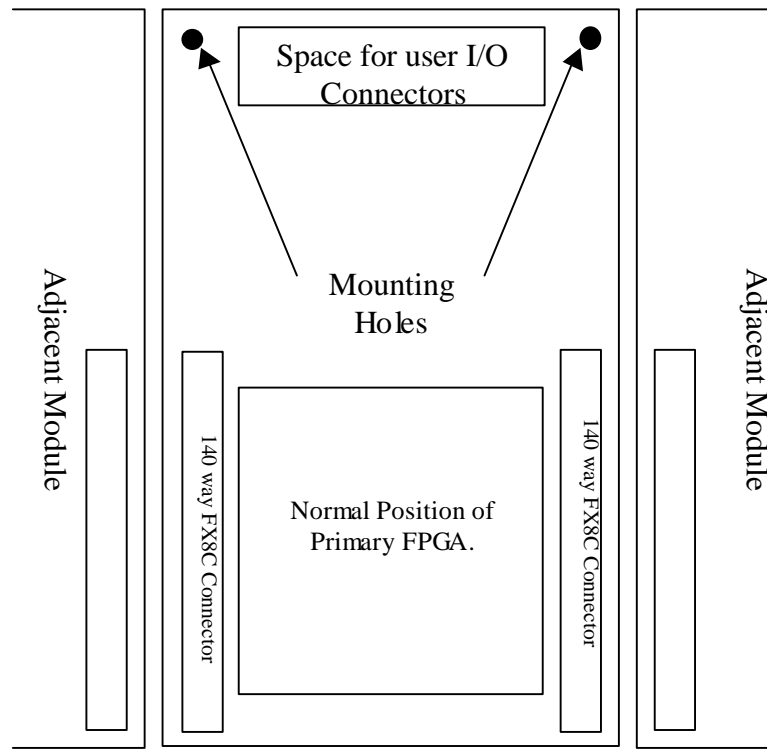 Space for user I/O
Connectors
Mounting
Holes
Adjacent Module
Adjacent Module
140 way FX8C Connector
140 way FX8C Connector
Normal Position of
Primary FPGA.